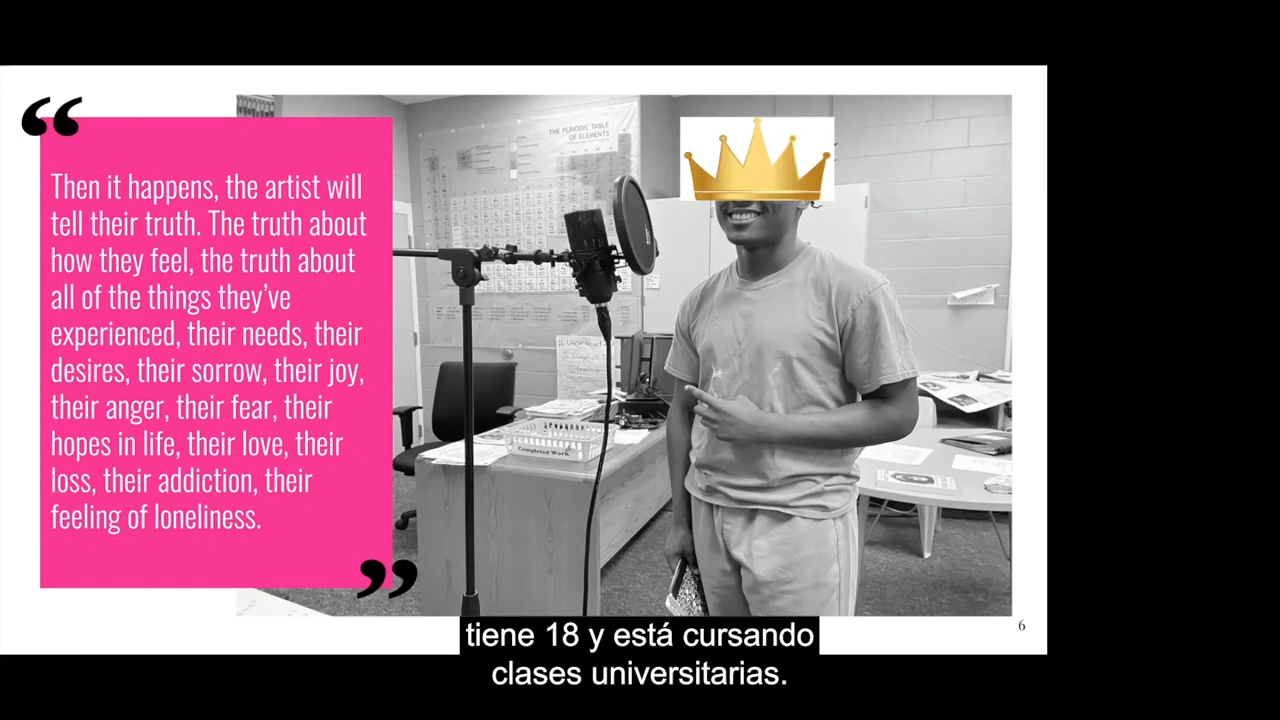 “
Then it happens, the artist will
tell their truth. The truth about
how they feel, the truth about
all of the things they’ve
experienced, their needs, their
desires, their sorrow, their joy,
their anger, their fear, their
hopes in life, their love, their
loss, their addiction, their
feeling of loneliness.
”
THE PERIODIC TABLE
OF ELEMENTS
Completed Work
6
tiene 18 y está cursando
clases universitarias.